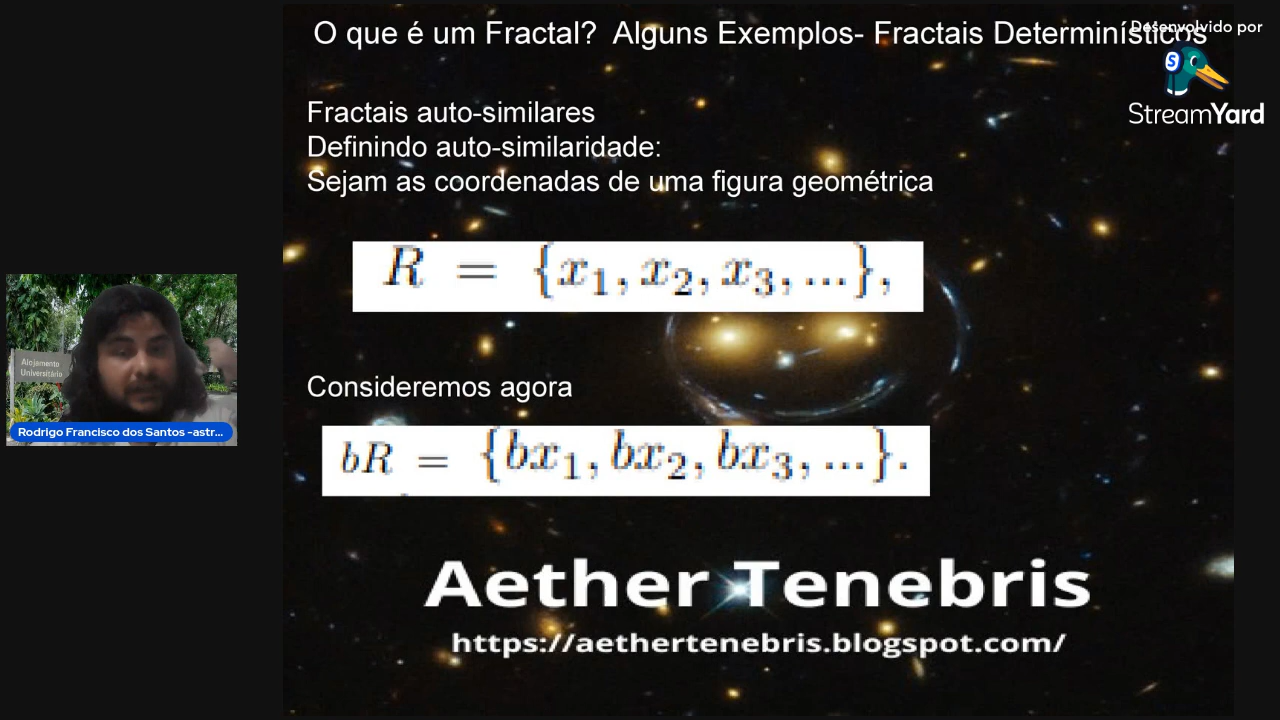 O que é um Fractal?  Alguns Exemplos- Fractais Determinísticos
Desenvolvido por
StreamYard
Fractais auto-similares
Definindo auto-similaridade:
Sejam as coordenadas de uma figura geométrica
R = {x₁, x₂, x₃, ...},
Consideremos agora
bR = {bx₁, bx₂, bx₃, ...}.
Alojamento
Universitário
Rodrigo Francisco dos Santos -astr...
Aether Tenebris
https://aethertenebris.blogspot.com/